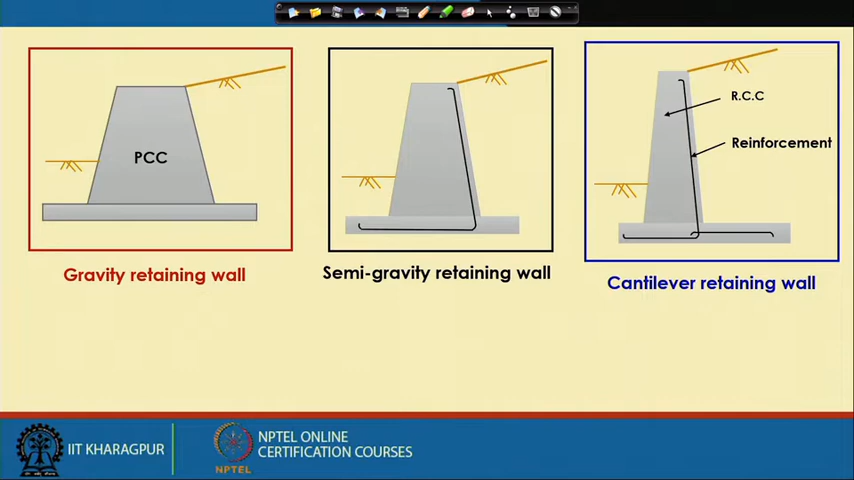 PCC
R.C.C
Reinforcement
Gravity retaining wall
Semi-gravity retaining wall
Cantilever retaining wall
IIT KHARAGPUR
NPTEL
NPTEL ONLINE
CERTIFICATION COURSES